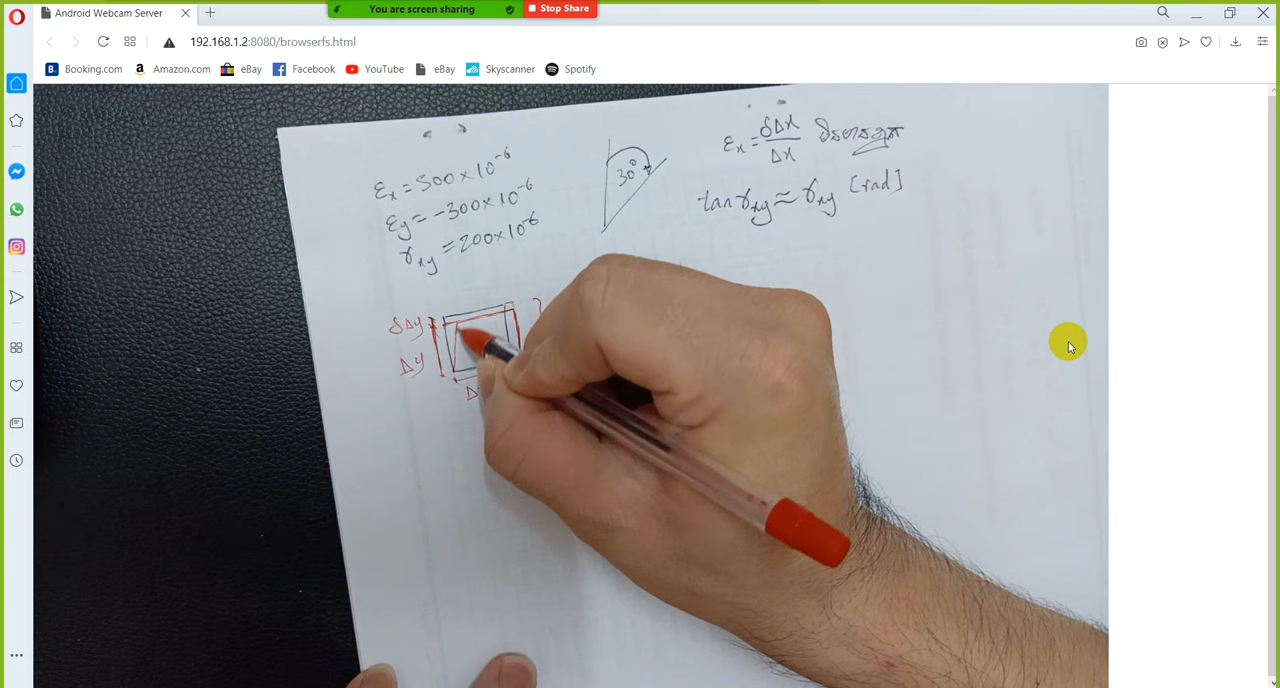 Android Webcam Server
You are screen sharing
Stop Share
192.168.1.2:8080/browserfs.html
Booking.com
Amazon.com
eBay
Facebook
YouTube
eBay
Skyscanner
Spotify
εx = 500×10⁻⁶
εy = -300×10⁻⁶
γxy = 200×10⁻⁶
30°
εx = δΔx / Δx
tan γxy ≈ γxy [rad]
δΔy
Δy